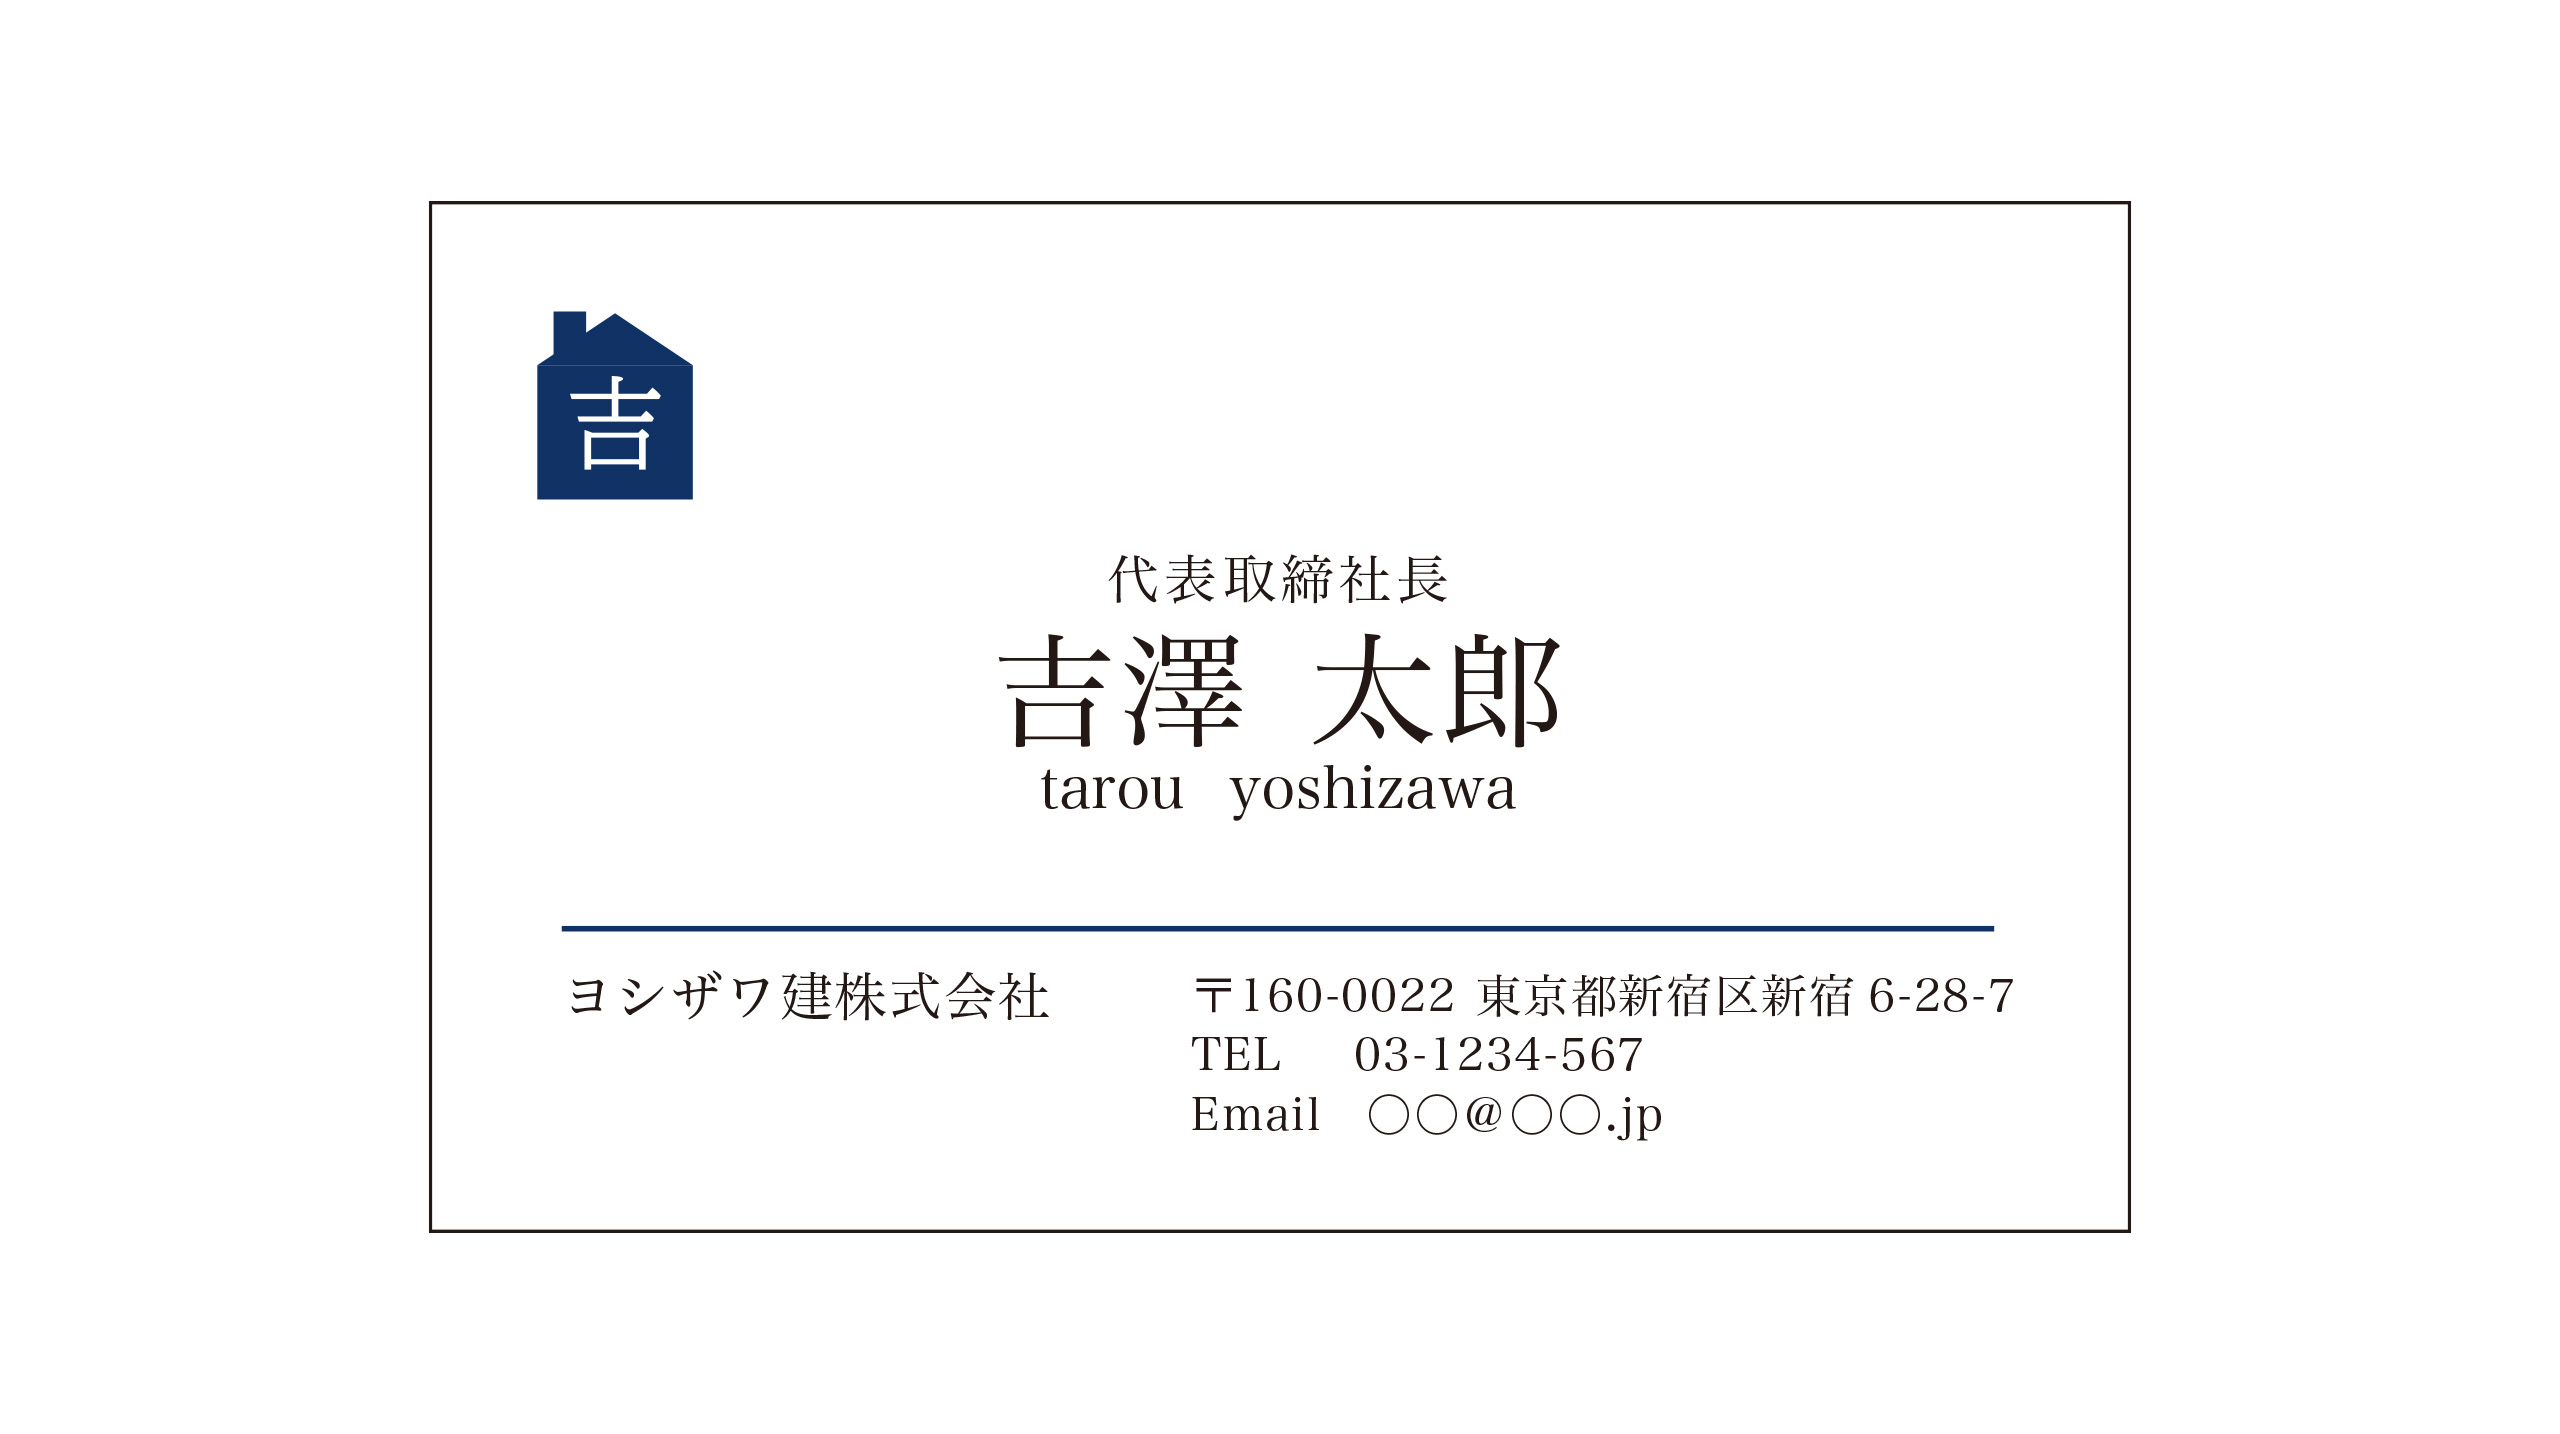 吉
代表取締社長
吉澤 太郎
tarou yoshizawa
ヨシザワ建株式会社
〒160-0022 東京都新宿区新宿 6-28-7
TEL 03-1234-567
Email 〇〇@〇〇.jp